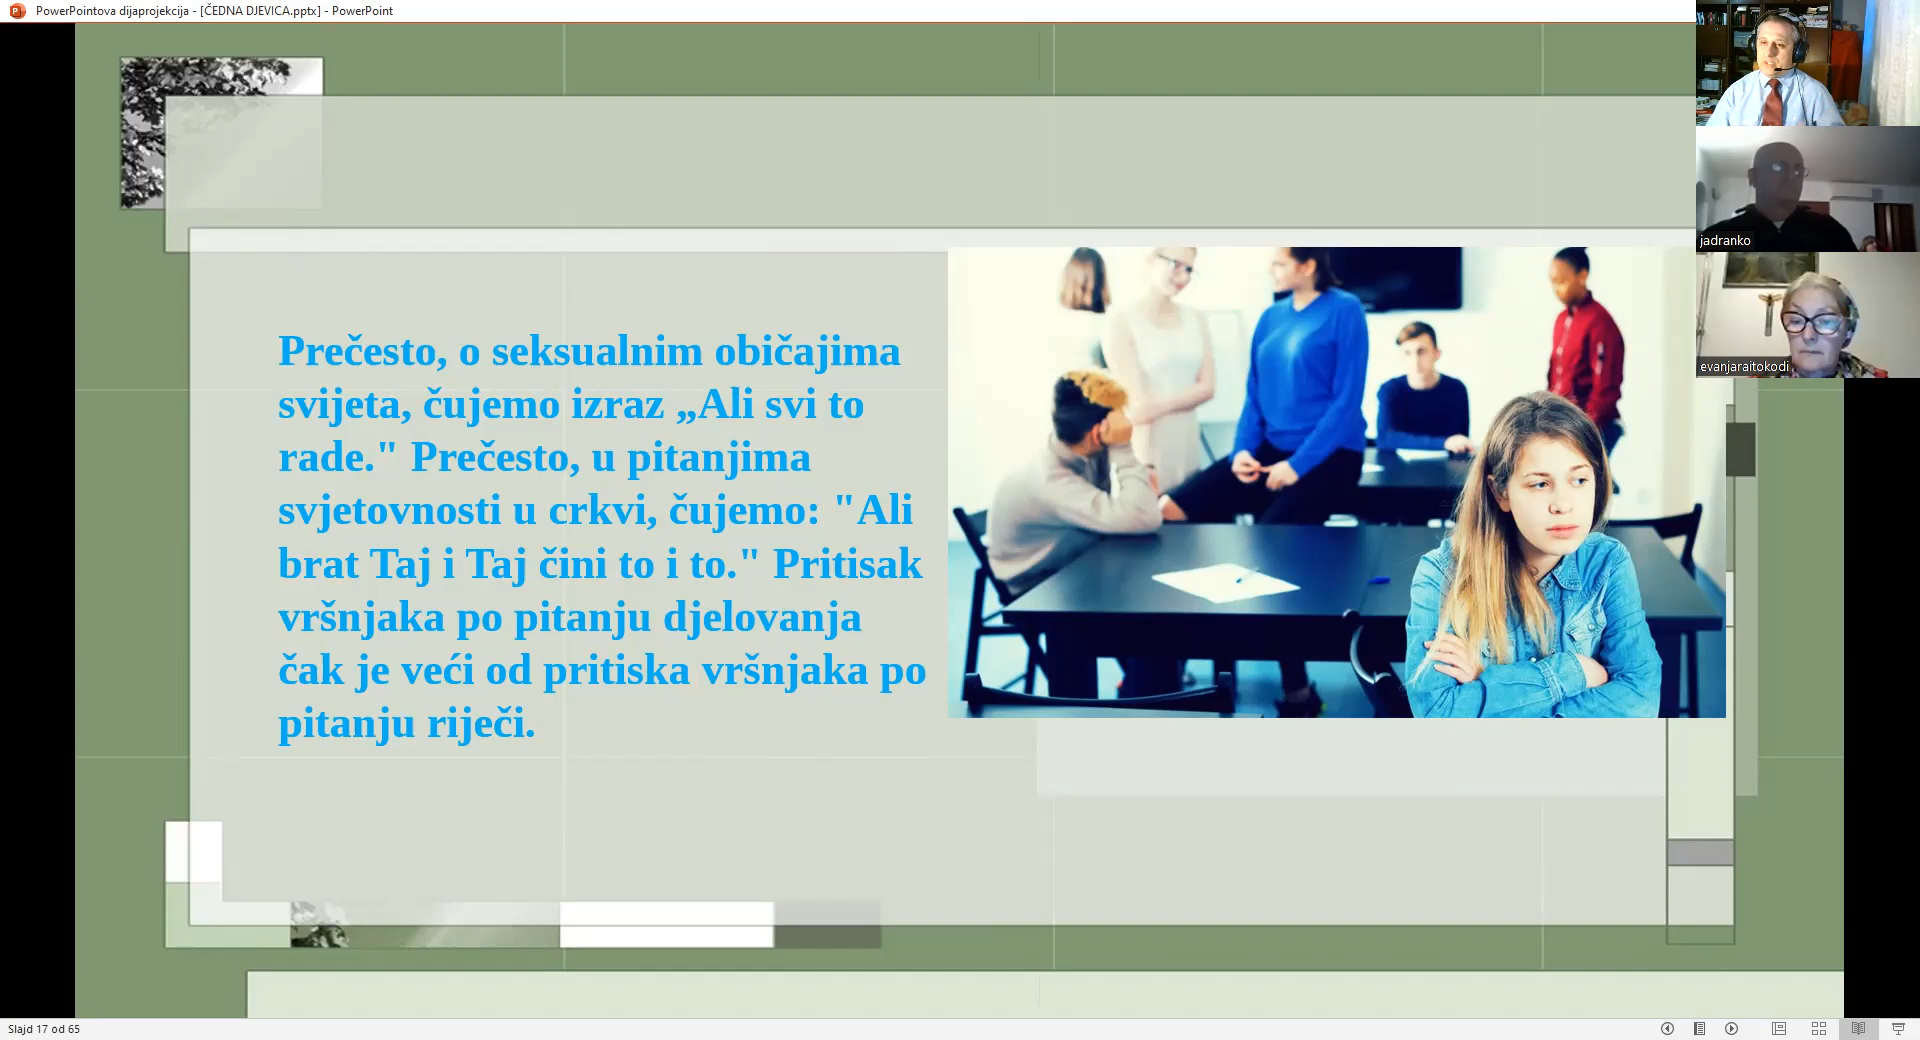 PowerPointova dijaprojekcija - [ČEDNA DJEVICA.pptx] - PowerPoint
jadranko
evanjaraitokodi
Prečesto, o seksualnim običajima
svijeta, čujemo izraz „Ali svi to
rade." Prečesto, u pitanjima
svjetovnosti u crkvi, čujemo: "Ali
brat Taj i Taj čini to i to." Pritisak
vršnjaka po pitanju djelovanja
čak je veći od pritiska vršnjaka po
pitanju riječi.
Slajd 17 od 65